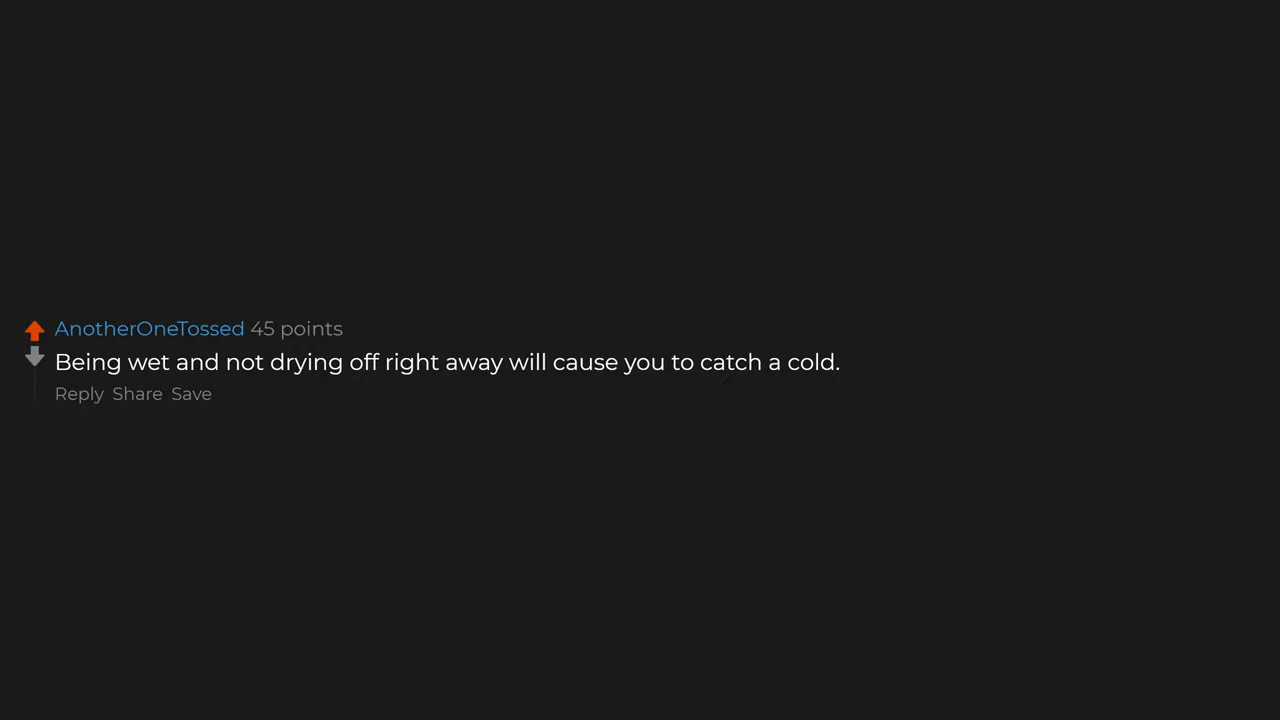 AnotherOneTossed 45 points
Being wet and not drying off right away will cause you to catch a cold.
Reply Share Save